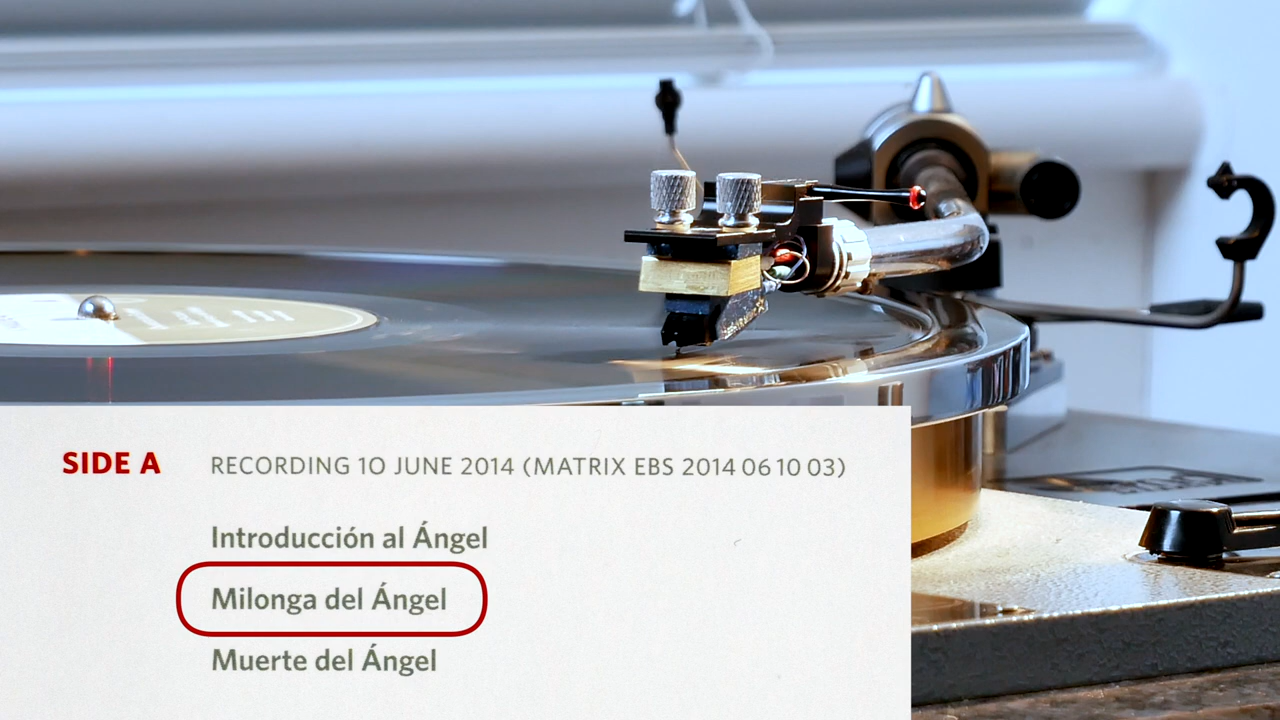 SIDE A RECORDING 10 JUNE 2014 (MATRIX EBS 2014 06 10 03)
Introducción al Ángel
Milonga del Ángel
Muerte del Ángel